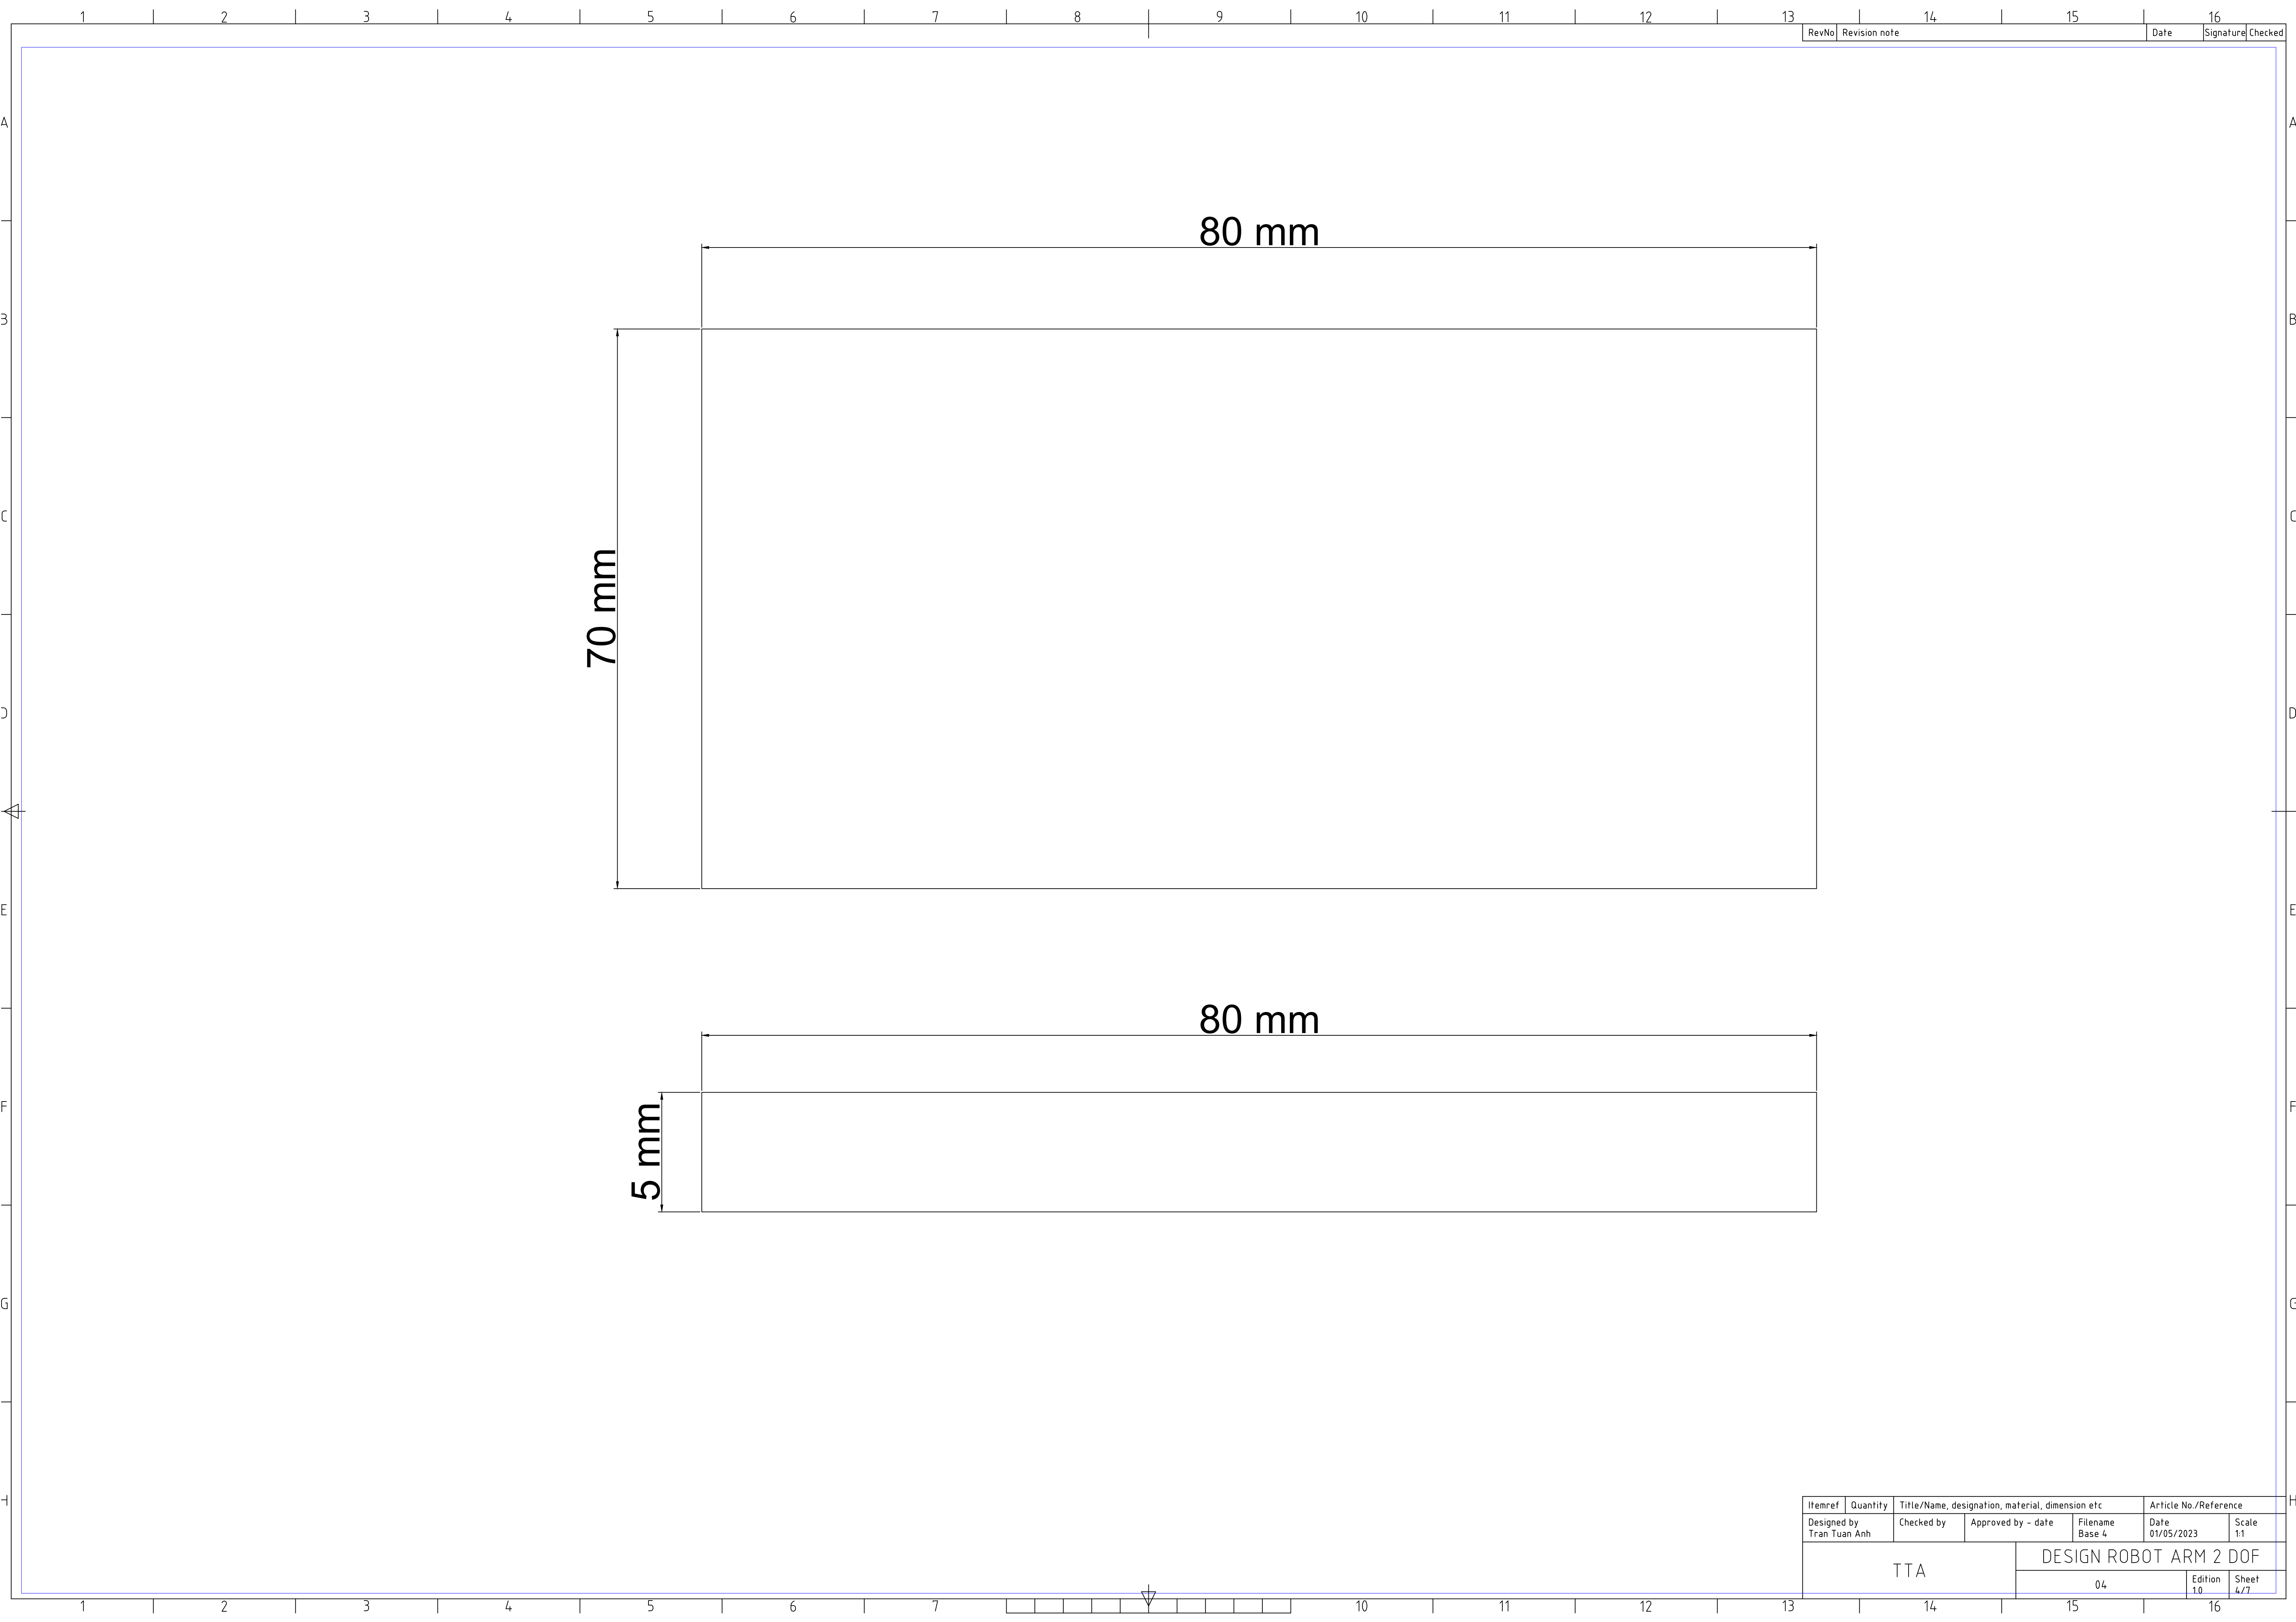 1 2 3 4 5 6 7 8 9 10 11 12 13 14 15 16
RevNo Revision note Date Signature Checked
A A
80 mm
B B
C C
70 mm
D D
E E
80 mm
F F
5 mm
G G
H H
Itemref Quantity Title/Name, designation, material, dimension etc Article No./Reference
Designed by Checked by Approved by - date Filename Date Scale
Tran Tuan Anh Base 4 01/05/2023 1:1
DESIGN ROBOT ARM 2 DOF
TTA
04
Edition Sheet
1.0 4/7
1 2 3 4 5 6 7 10 11 12 13 14 15 16